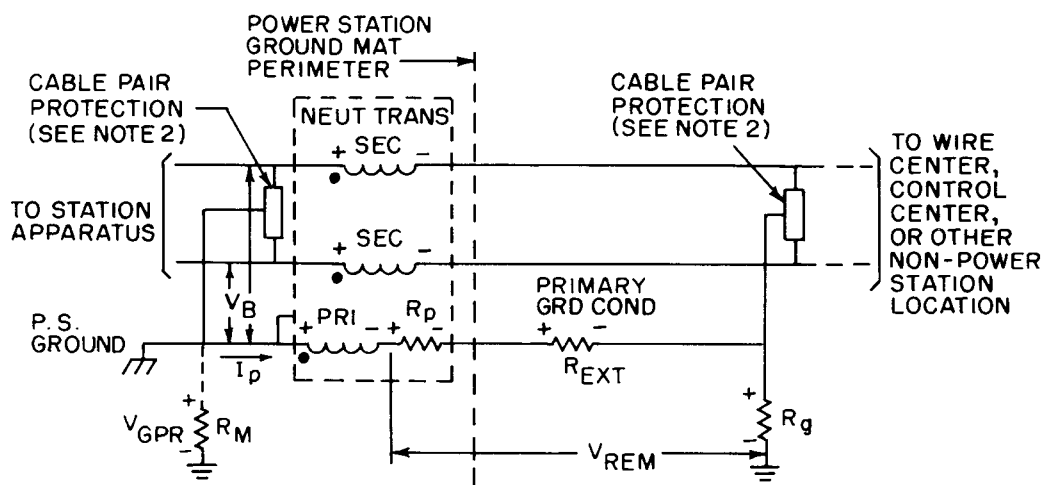 POWER STATION
GROUND MAT
PERIMETER
CABLE PAIR
PROTECTION
(SEE NOTE 2)
NEUT TRANS
CABLE PAIR
PROTECTION
(SEE NOTE 2)
+ SEC -
TO STATION
APPARATUS
TO WIRE
CENTER,
CONTROL
CENTER,
OR OTHER
NON-POWER
STATION
LOCATION
+ SEC -
V_B
P. S.
GROUND
+ PRI -
R_p
-
PRIMARY
GRD COND
+ -
R_EXT
I_p
+
V_GPR
R_M
-
+
R_g
-
V_REM